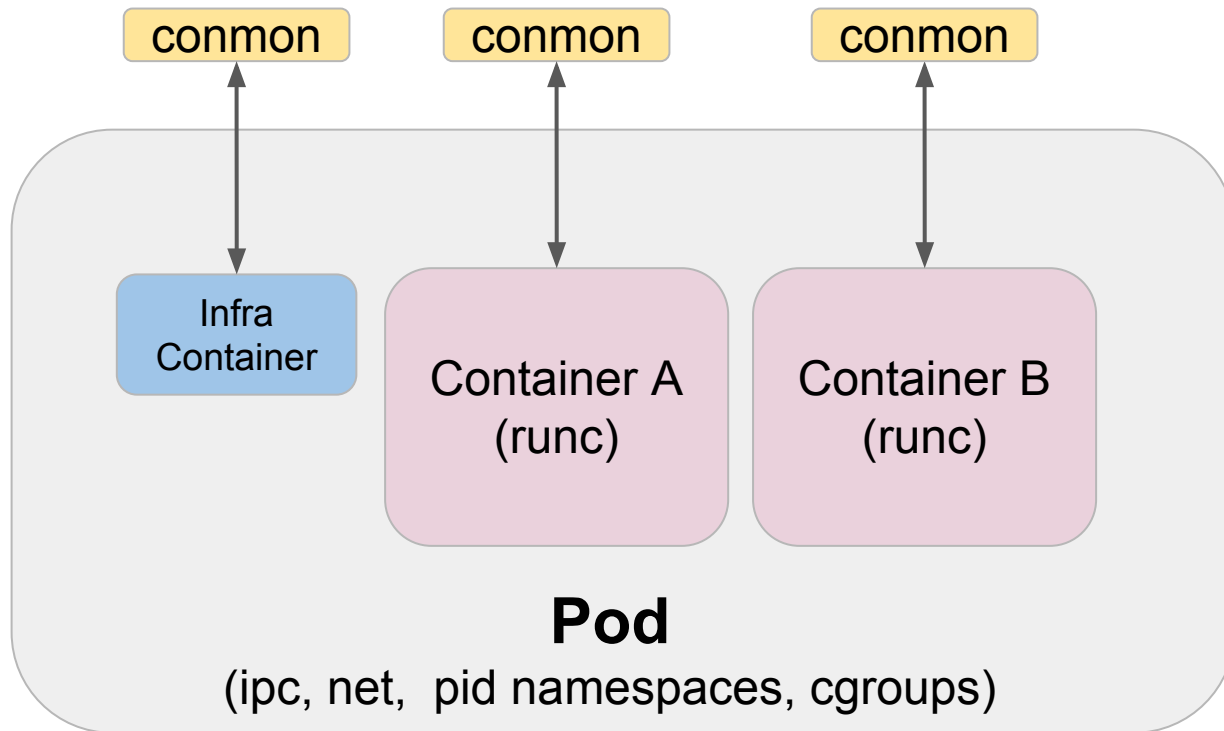 conmon
conmon
conmon
Infra
Container
Container A
(runc)
Container B
(runc)
Pod
(ipc, net,  pid namespaces, cgroups)